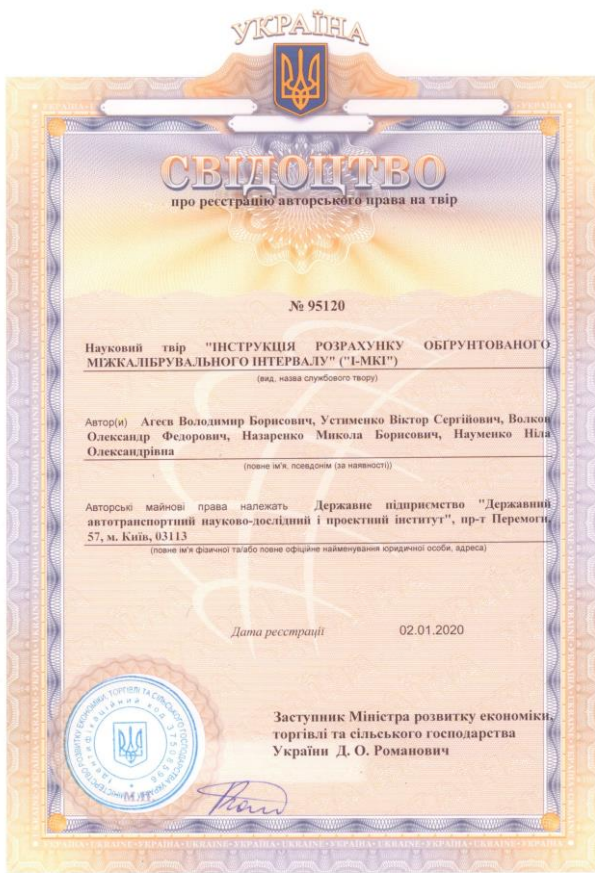 УКРАЇНА
СВІДОЦТВО
про реєстрацію авторського права на твір
№ 95120
Науковий твір "ІНСТРУКЦІЯ РОЗРАХУНКУ ОБҐРУНТОВАНОГО
МІЖКАЛІБРУВАЛЬНОГО ІНТЕРВАЛУ" ("І-МКІ")
(вид, назва службового твору)
Автор(и) Агеєв Володимир Борисович, Устименко Віктор Сергійович, Волков
Олександр Федорович, Назаренко Микола Борисович, Науменко Ніла
Олександрівна
(повне ім'я, псевдонім (за наявності))
Авторські майнові права належать Державне підприємство "Державний
автотранспортний науково-дослідний і проектний інститут", пр-т Перемоги,
57, м. Київ, 03113
(повне ім'я фізичної та/або повне офіційне найменування юридичної особи, адреса)
Дата реєстрації 02.01.2020
Заступник Міністра розвитку економіки,
торгівлі та сільського господарства
України Д. О. Романович
М.П.